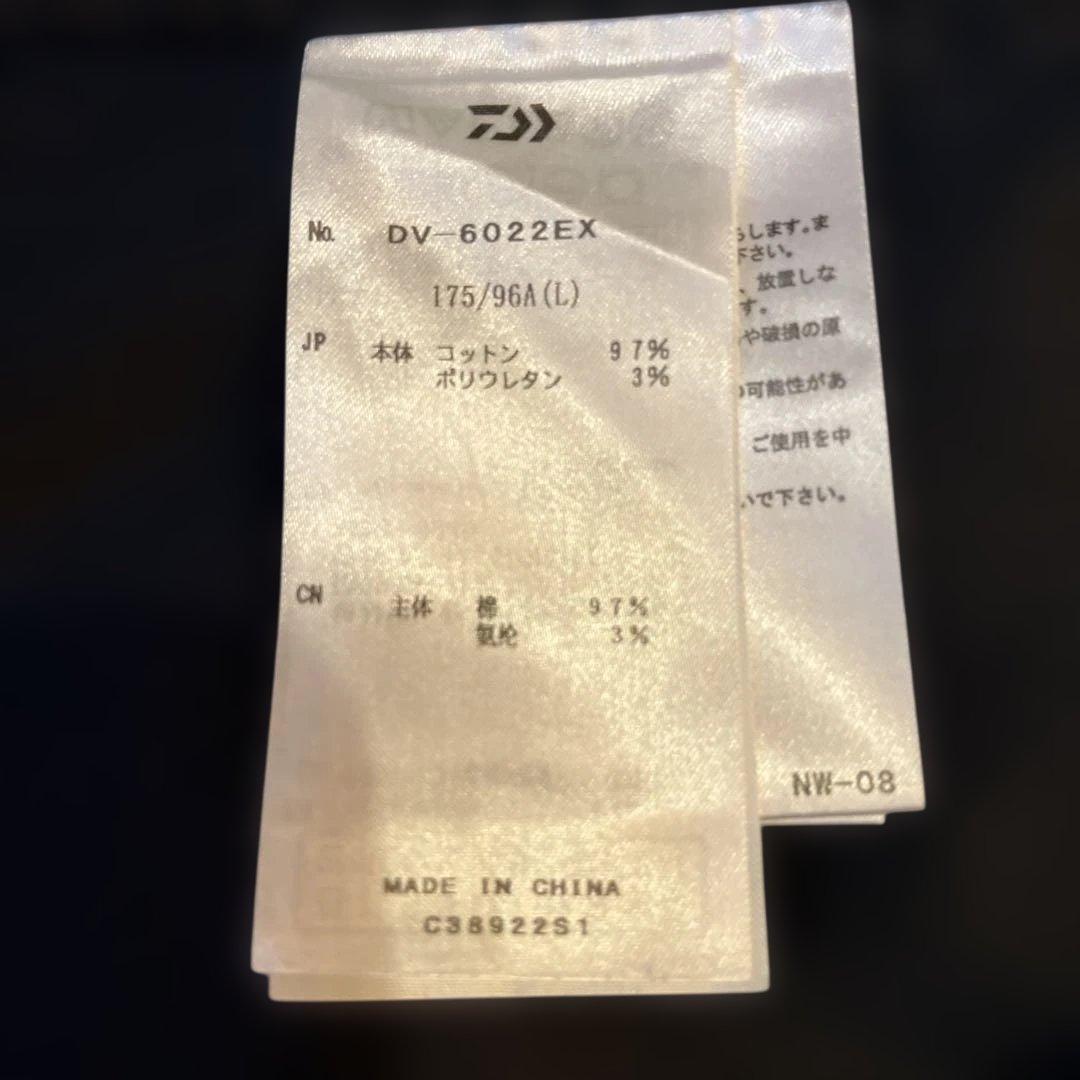 No. DV-6022EX
175/96A(L)
JP 本体 コットン 97%
ポリウレタン 3%
CN 主体 棉 97%
氨纶 3%
MADE IN CHINA
C38922S1
らします。ま
下さい。
、放置しな
す。
や破損の原
の可能性があ
ご使用を中
いで下さい。
NW-08